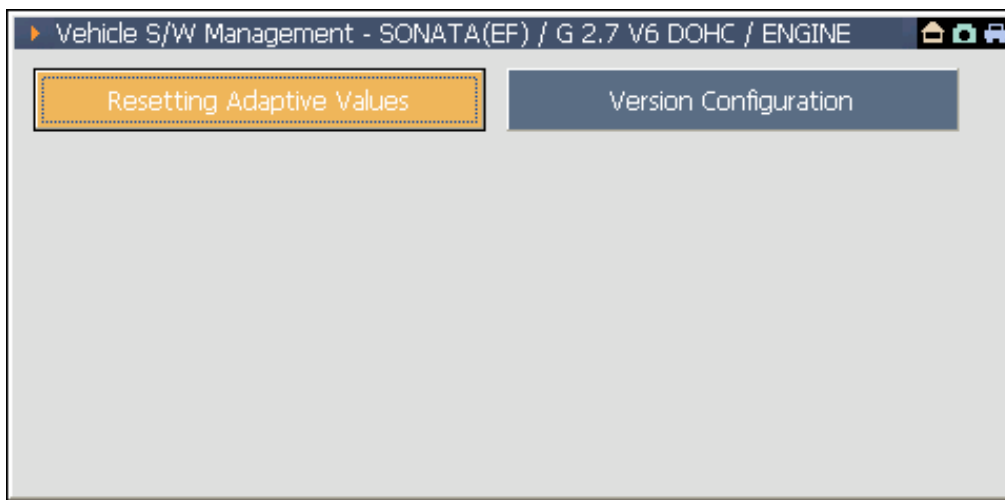 Vehicle S/W Management - SONATA(EF) / G 2.7 V6 DOHC / ENGINE
Resetting Adaptive Values
Version Configuration